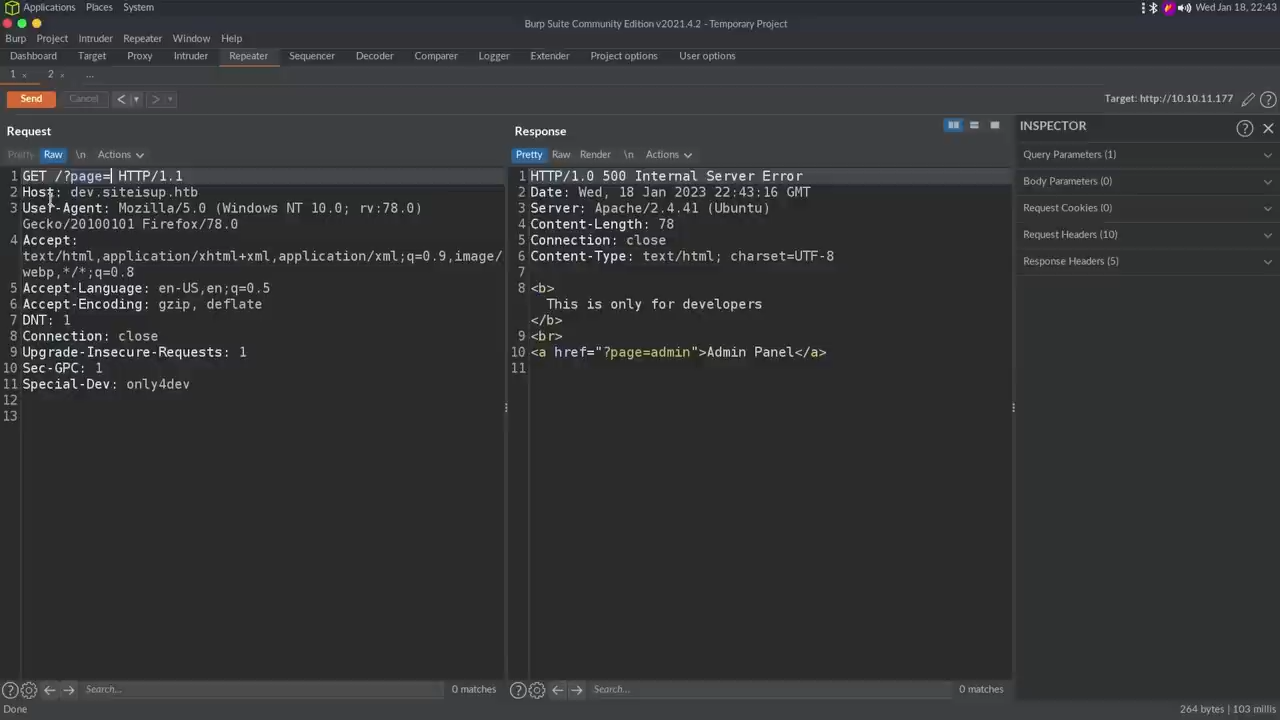 Applications Places System Wed Jan 18, 22:43
Burp Suite Community Edition v2021.4.2 - Temporary Project
Burp Project Intruder Repeater Window Help
Dashboard Target Proxy Intruder Repeater Sequencer Decoder Comparer Logger Extender Project options User options
1 × 2 × ...
Send Cancel < > Target: http://10.10.11.177
Request
Pretty Raw \n Actions
1 GET /?page= HTTP/1.1
2 Host: dev.siteisup.htb
3 User-Agent: Mozilla/5.0 (Windows NT 10.0; rv:78.0)
Gecko/20100101 Firefox/78.0
4 Accept:
text/html,application/xhtml+xml,application/xml;q=0.9,image/
webp,*/*;q=0.8
5 Accept-Language: en-US,en;q=0.5
6 Accept-Encoding: gzip, deflate
7 DNT: 1
8 Connection: close
9 Upgrade-Insecure-Requests: 1
10 Sec-GPC: 1
11 Special-Dev: only4dev
12
13
Search... 0 matches
Response
Pretty Raw Render \n Actions
1 HTTP/1.0 500 Internal Server Error
2 Date: Wed, 18 Jan 2023 22:43:16 GMT
3 Server: Apache/2.4.41 (Ubuntu)
4 Content-Length: 78
5 Connection: close
6 Content-Type: text/html; charset=UTF-8
7
8 <b>
This is only for developers
</b>
9 <br>
10 <a href="?page=admin">Admin Panel</a>
11
Search... 0 matches
INSPECTOR
Query Parameters (1)
Body Parameters (0)
Request Cookies (0)
Request Headers (10)
Response Headers (5)
Done 264 bytes | 103 millis